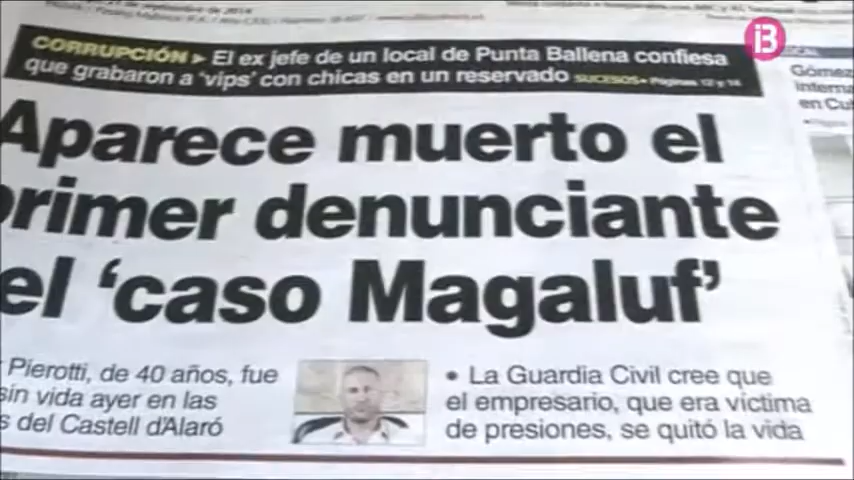 septiembre de 2014
CORRUPCIÓN ▸ El ex jefe de un local de Punta Ballena confiesa
que grabaron a 'vips' con chicas en un reservado SUCESOS • Páginas 12 y 14
Aparece muerto el
primer denunciante
el 'caso Magaluf'
Pierotti, de 40 años, fue
sin vida ayer en las
s del Castell d'Alaró
• La Guardia Civil cree que
el empresario, que era víctima
de presiones, se quitó la vida
Gómez
interna
en Cu